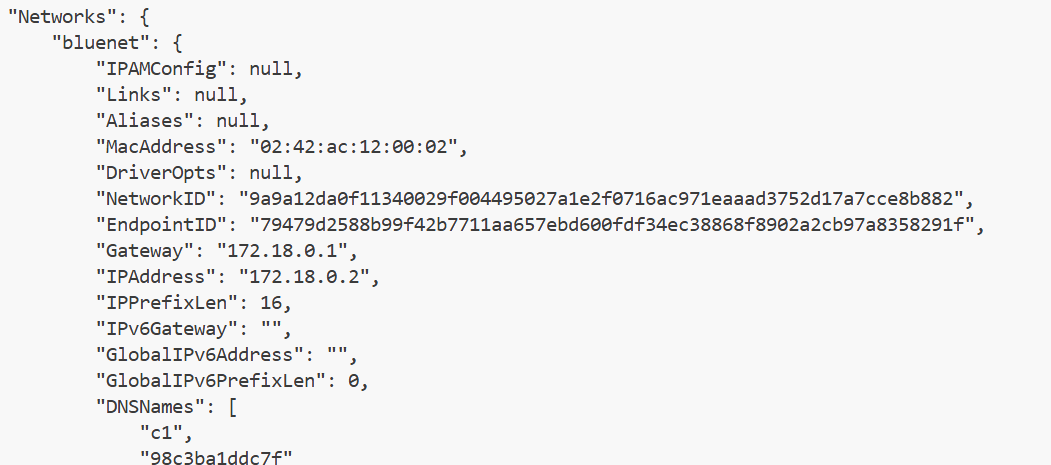 "Networks": {
"bluenet": {
"IPAMConfig": null,
"Links": null,
"Aliases": null,
"MacAddress": "02:42:ac:12:00:02",
"DriverOpts": null,
"NetworkID": "9a9a12da0f11340029f004495027a1e2f0716ac971eaaad3752d17a7cce8b882",
"EndpointID": "79479d2588b99f42b7711aa657ebd600fdf34ec38868f8902a2cb97a8358291f",
"Gateway": "172.18.0.1",
"IPAddress": "172.18.0.2",
"IPPrefixLen": 16,
"IPv6Gateway": "",
"GlobalIPv6Address": "",
"GlobalIPv6PrefixLen": 0,
"DNSNames": [
"c1",
"98c3ba1ddc7f"